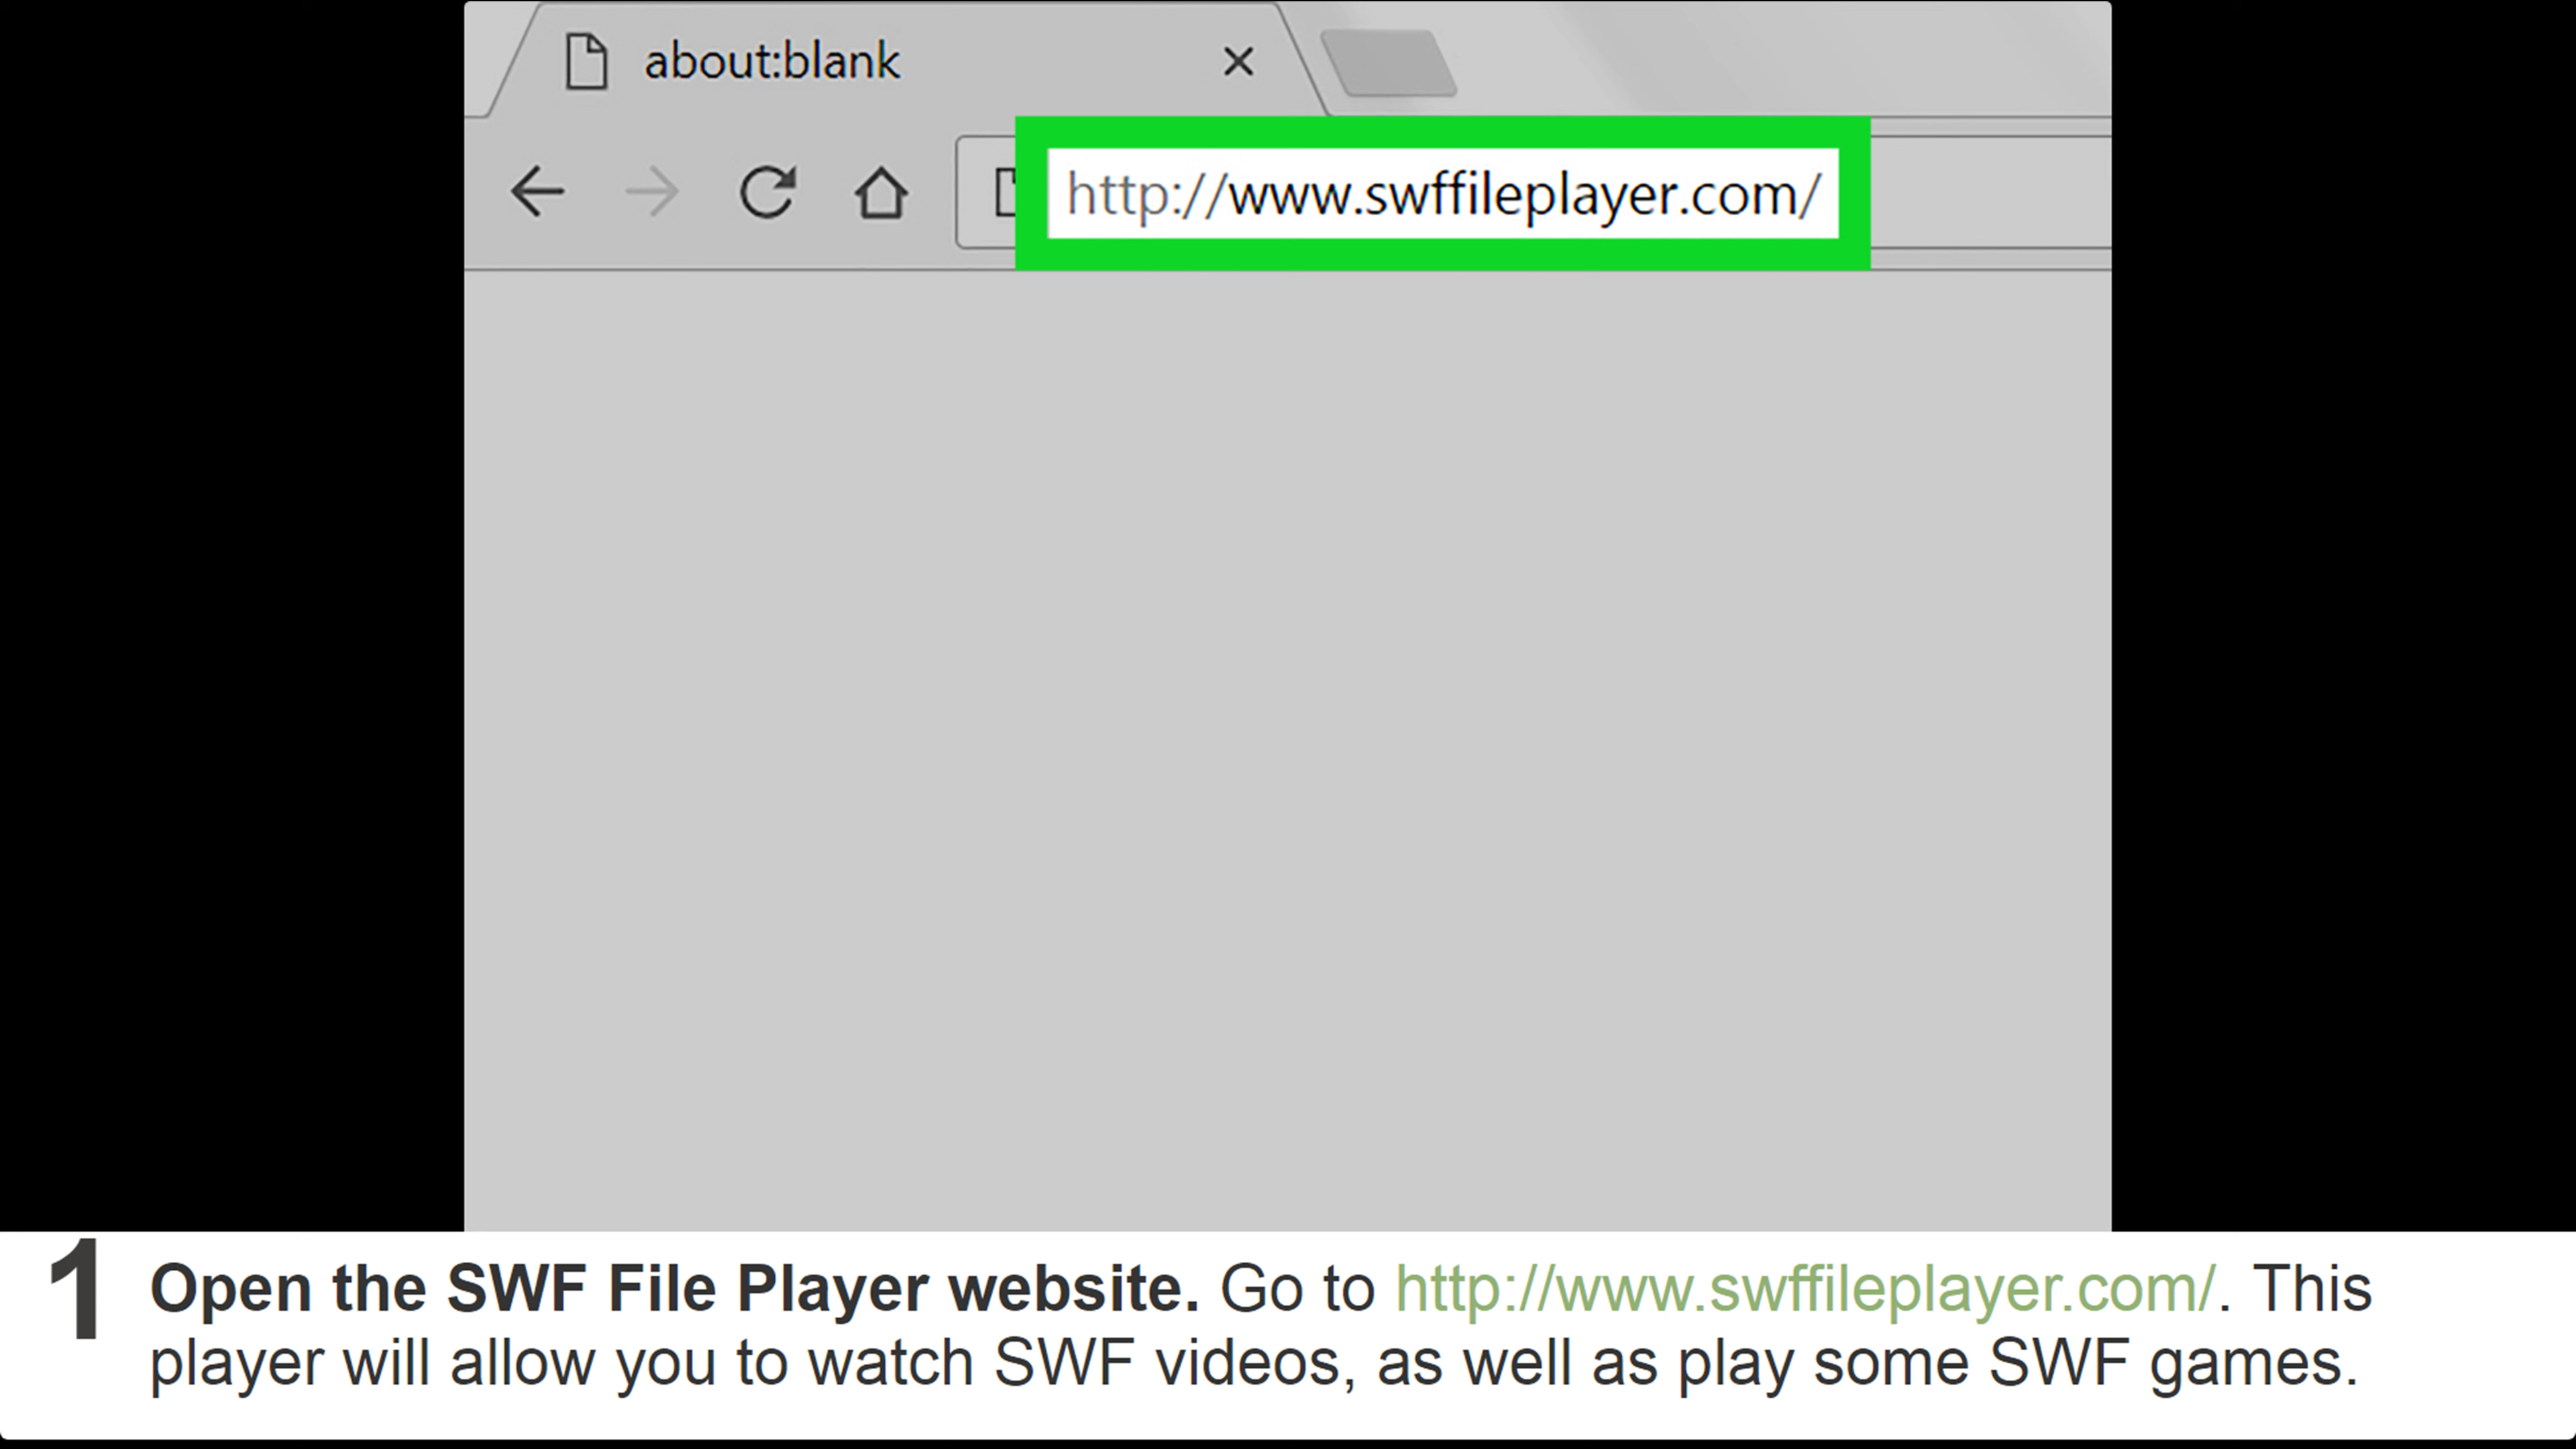 about:blank
http://www.swffileplayer.com/
1 Open the SWF File Player website. Go to http://www.swffileplayer.com/. This
player will allow you to watch SWF videos, as well as play some SWF games.